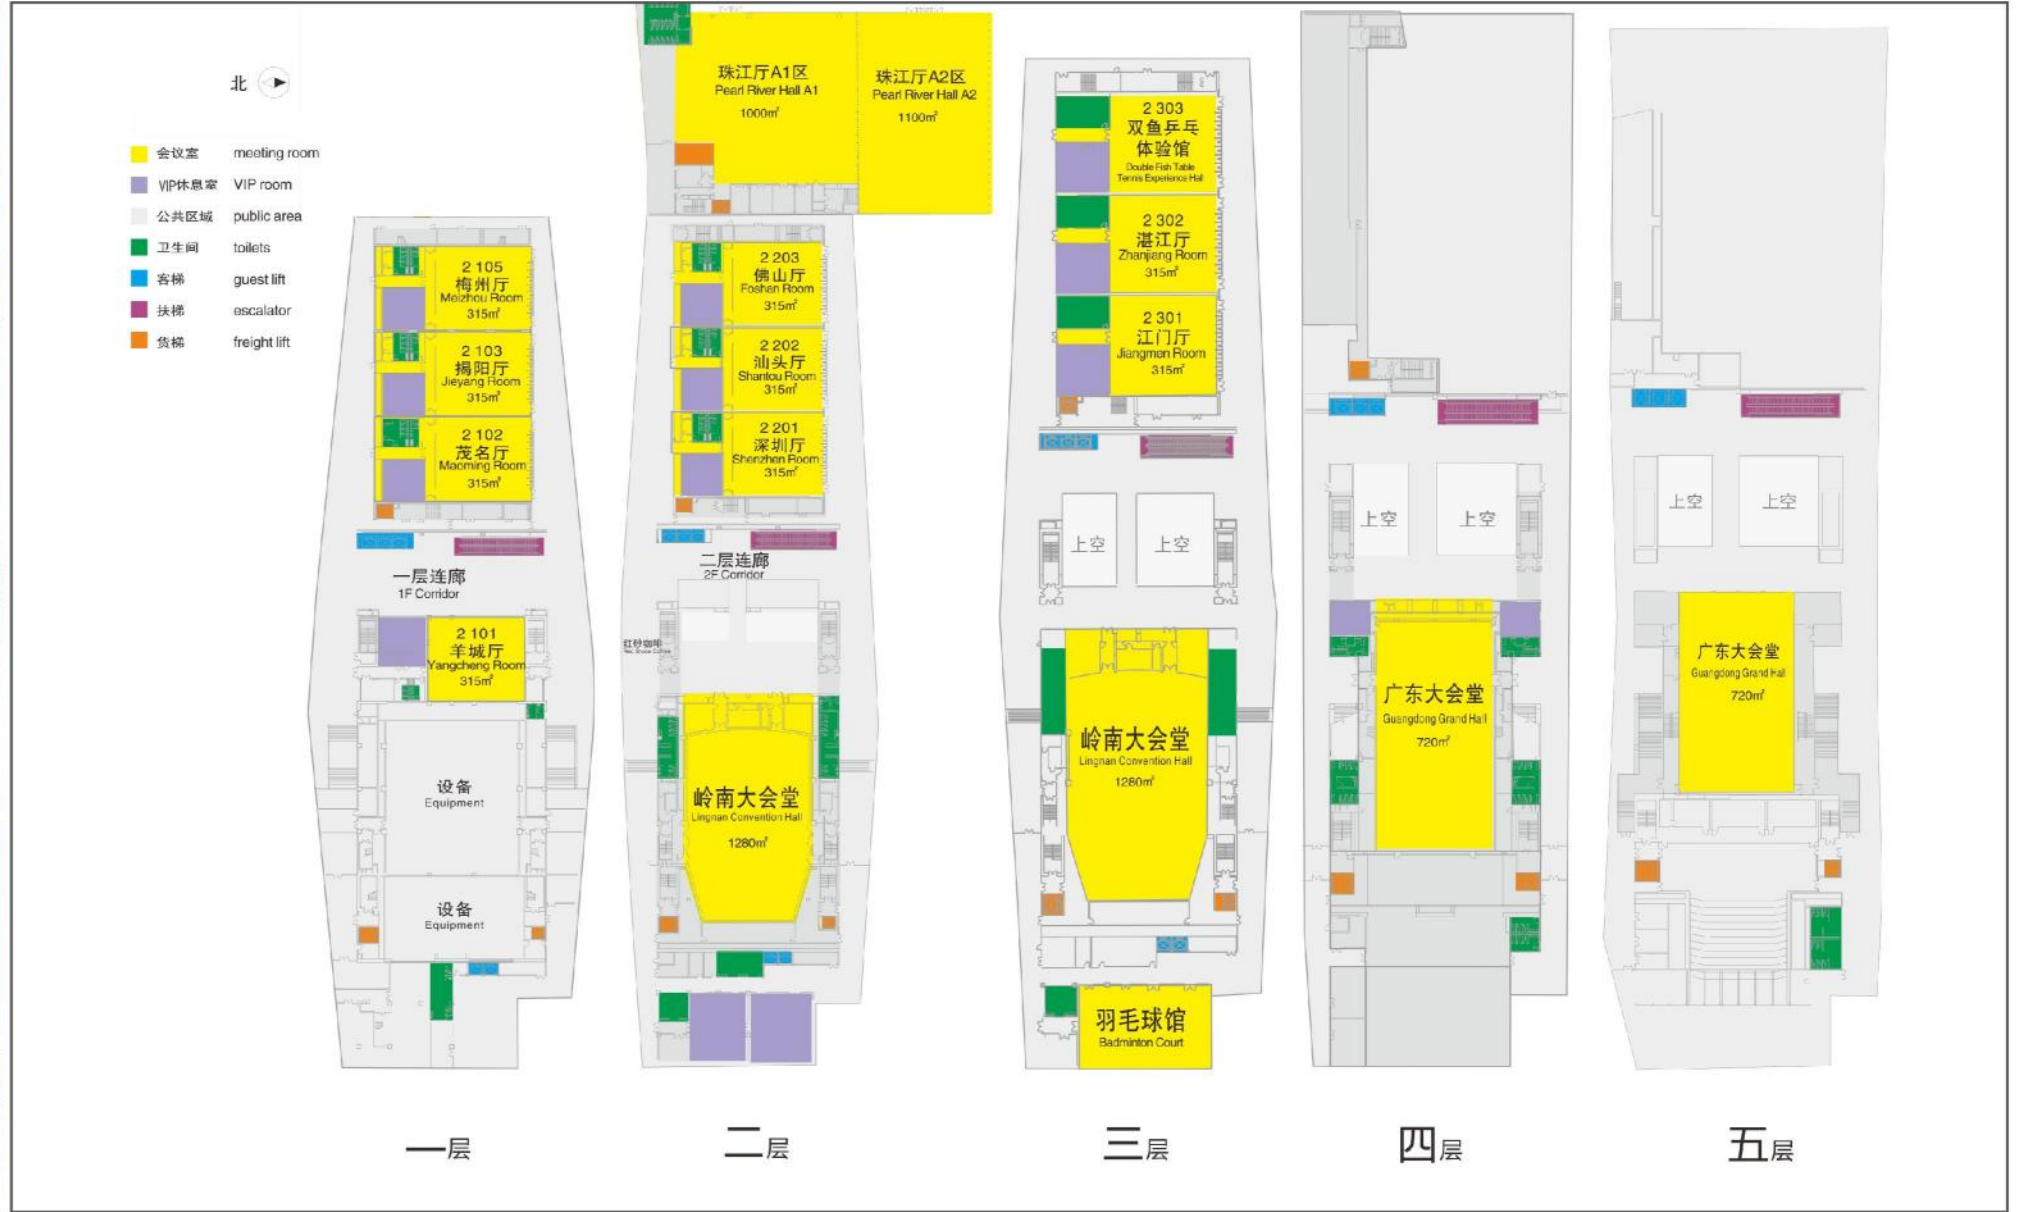 北
会议室 meeting room
VIP休息室 VIP room
公共区域 public area
卫生间 toilets
客梯 guest lift
扶梯 escalator
货梯 freight lift
2 105
梅州厅
Meizhou Room
315㎡
2 103
揭阳厅
Jieyang Room
315㎡
2 102
茂名厅
Maoming Room
315㎡
一层连廊
1F Corridor
2 101
羊城厅
Yangcheng Room
315㎡
设备
Equipment
设备
Equipment
一层
珠江厅A1区
Pearl River Hall A1
1000㎡
珠江厅A2区
Pearl River Hall A2
1100㎡
2 203
佛山厅
Foshan Room
315㎡
2 202
汕头厅
Shantou Room
315㎡
2 201
深圳厅
Shenzhen Room
315㎡
二层连廊
2F Corridor
红砂咖啡
岭南大会堂
Lingnan Convention Hall
1280㎡
二层
2 303
双鱼乒乓
体验馆
Double Fish Table
Tennis Experience Hall
2 302
湛江厅
Zhanjiang Room
315㎡
2 301
江门厅
Jiangmen Room
315㎡
上空
上空
岭南大会堂
Lingnan Convention Hall
1280㎡
羽毛球馆
Badminton Court
三层
上空
上空
广东大会堂
Guangdong Grand Hall
720㎡
四层
上空
上空
广东大会堂
Guangdong Grand Hall
720㎡
五层